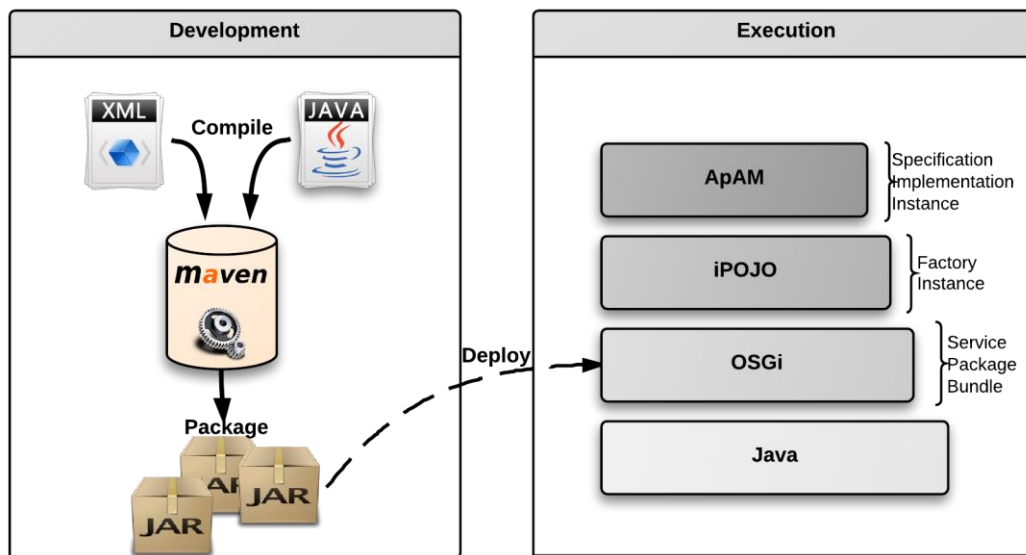 Development
XML
JAVA
Compile
maven
Package
JAR
JAR
JAR
Deploy
Execution
ApAM
Specification
Implementation
Instance
iPOJO
Factory
Instance
OSGi
Service
Package
Bundle
Java